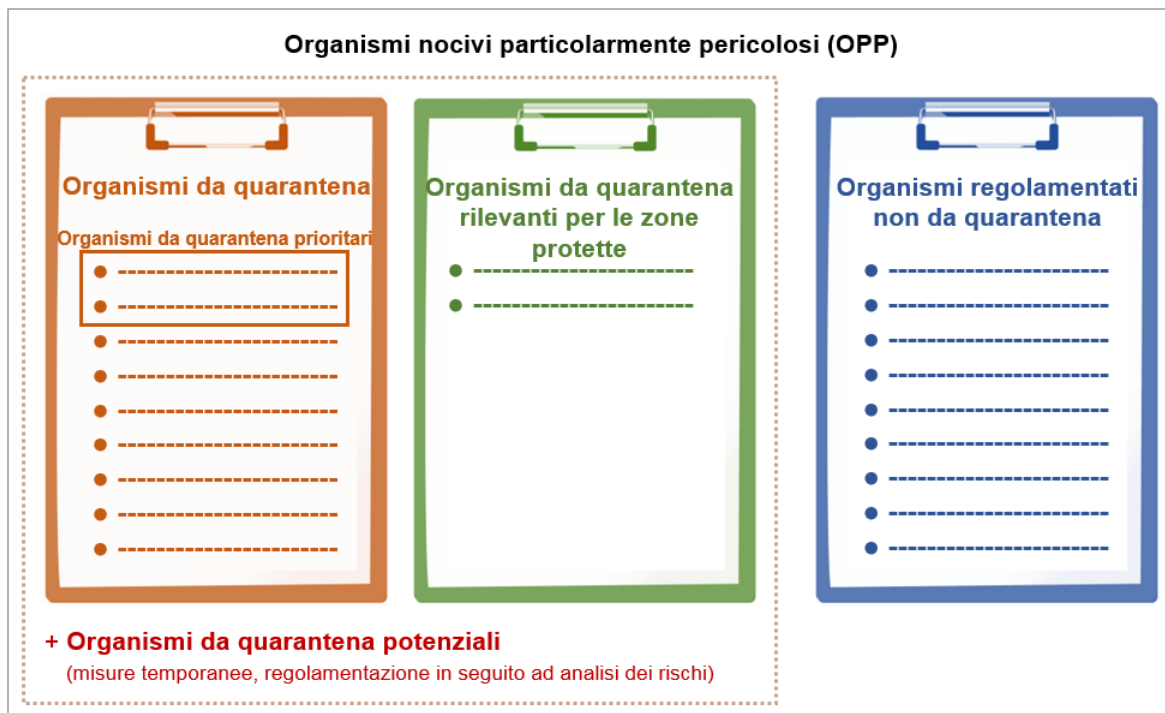 Organismi nocivi particolarmente pericolosi (OPP)
Organismi da quarantena
Organismi da quarantena prioritari
Organismi da quarantena
rilevanti per le zone
protette
Organismi regolamentati
non da quarantena
+ Organismi da quarantena potenziali
(misure temporanee, regolamentazione in seguito ad analisi dei rischi)